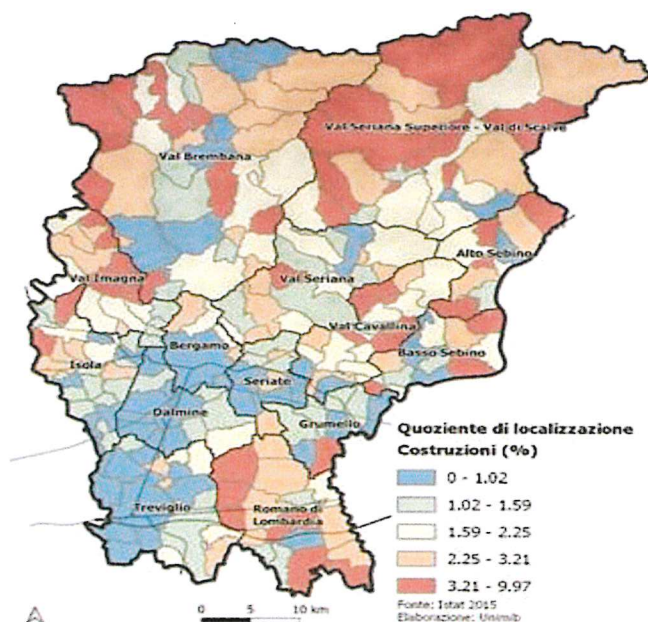 Val Seriana Superiore - Val di Scalve
Val Brembana
Alto Sebino
Val Imagna
Val Seriana
Val Cavallina
Bergamo
Basso Sebino
Isola
Seriate
Dalmine
Grumello
Treviglio
Romano di
Lombardia
Quoziente di localizzazione
Costruzioni (%)
0 - 1.02
1.02 - 1.59
1.59 - 2.25
2.25 - 3.21
3.21 - 9.97
Fonte: Istat 2015
Elaborazione: Unimib
0 5 10 km